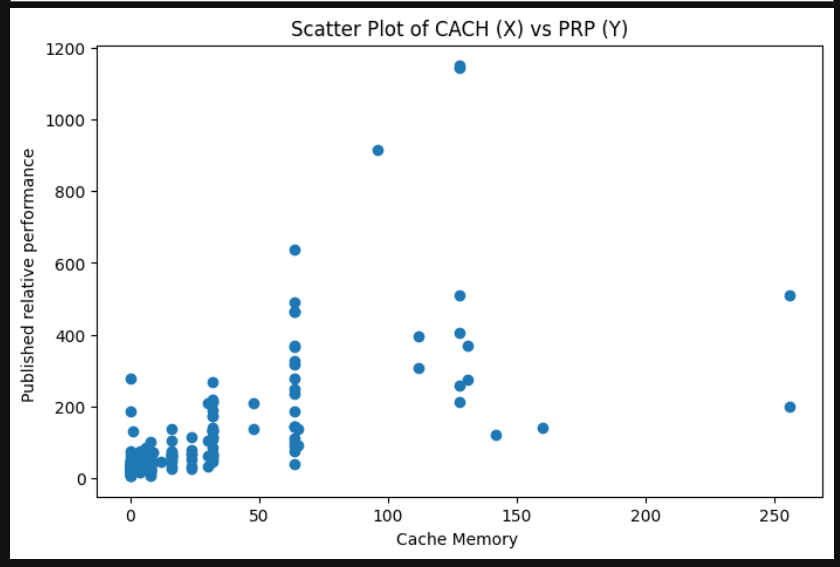 Scatter Plot of CACH (X) vs PRP (Y)
1200
1000
800
600
400
200
0
Published relative performance
0 50 100 150 200 250
Cache Memory